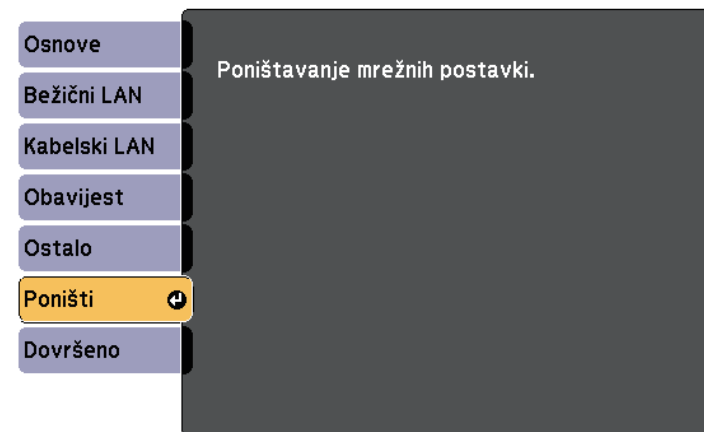 Osnove
Bežični LAN
Kabelski LAN
Obavijest
Ostalo
Poništi
Dovršeno
Poništavanje mrežnih postavki.